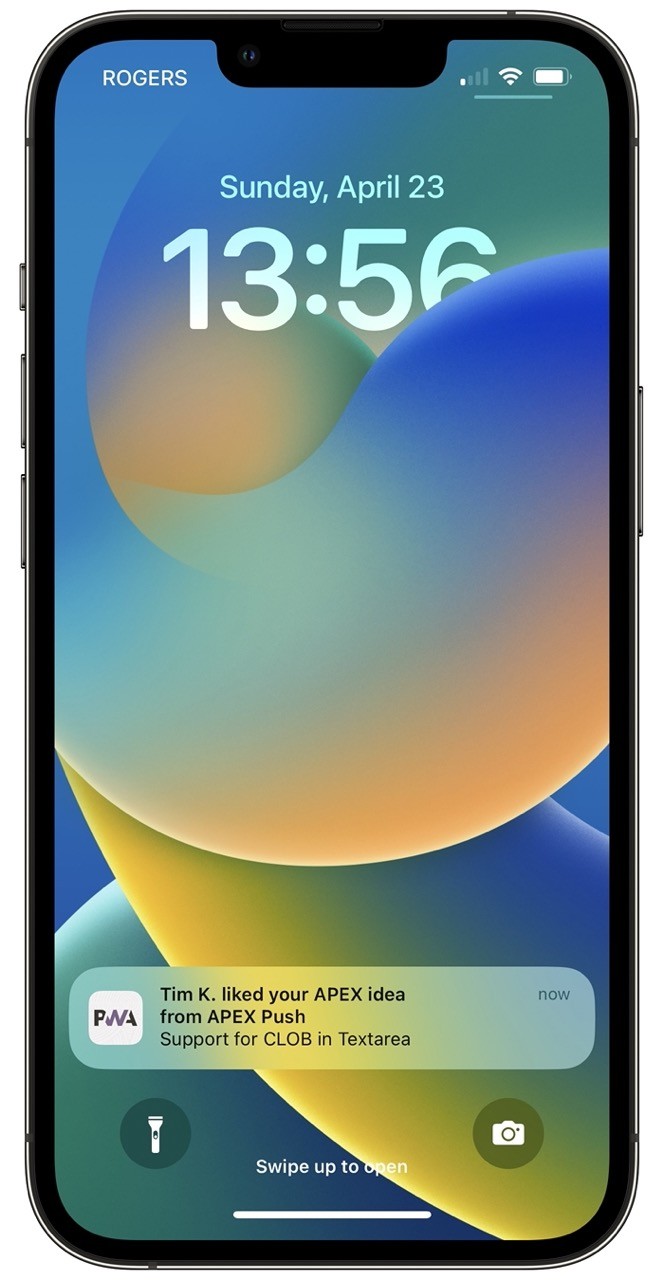 ROGERS
Sunday, April 23
13:56
Tim K. liked your APEX idea
now
from APEX Push
PWA
Support for CLOB in Textarea
Swipe up to open